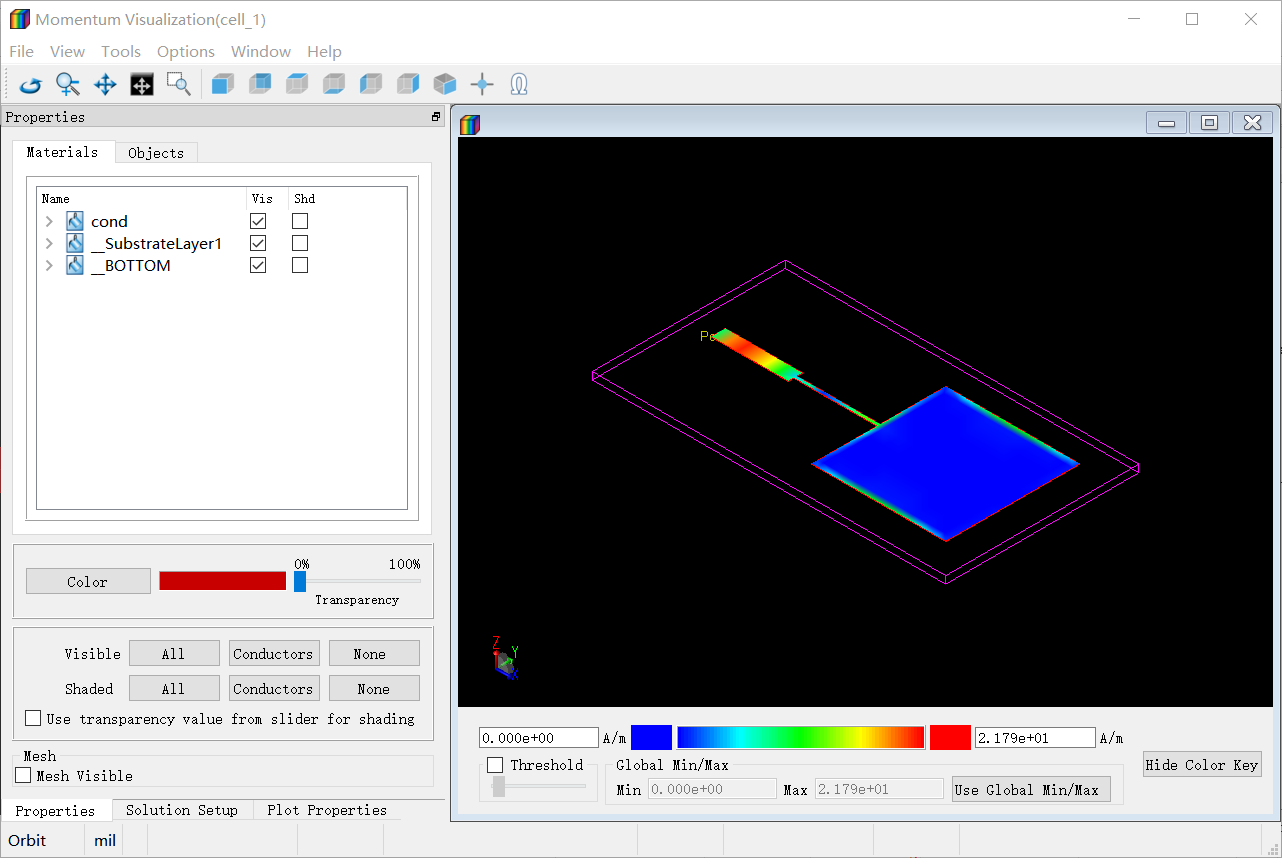 Momentum Visualization(cell_1)
File View Tools Options Window Help
Properties
Materials Objects
Name Vis Shd
cond
__SubstrateLayer1
__BOTTOM
0% 100%
Color
Transparency
Visible All Conductors None
Shaded All Conductors None
Use transparency value from slider for shading
Mesh
Mesh Visible
Properties Solution Setup Plot Properties
Orbit mil
Z
Y
X
0.000e+00 A/m 2.179e+01 A/m
Threshold
Global Min/Max
Min 0.000e+00 Max 2.179e+01 Use Global Min/Max
Hide Color Key